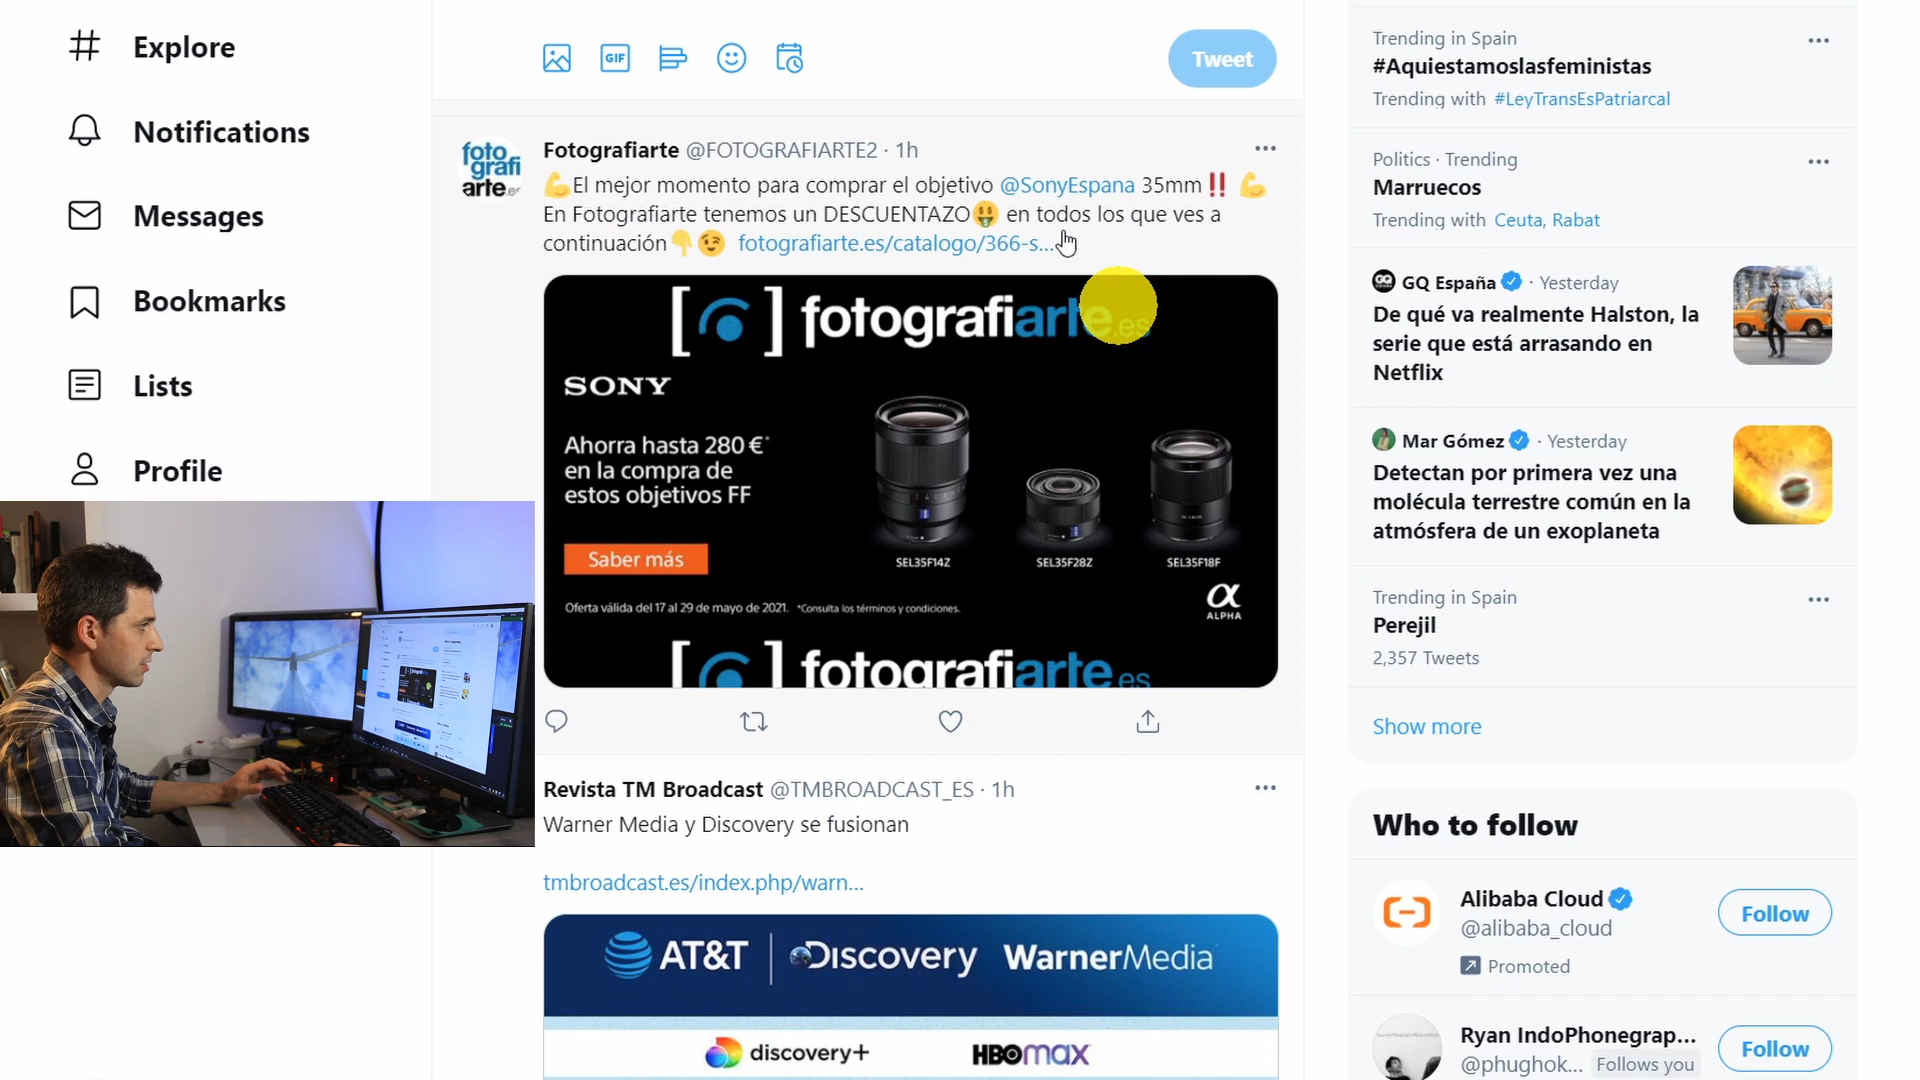 Explore
Notifications
Messages
Bookmarks
Lists
Profile
GIF
Tweet
foto
grafi
arte.es
Fotografiarte @FOTOGRAFIARTE2 · 1h
💪El mejor momento para comprar el objetivo @SonyEspana 35mm‼️ 💪
En Fotografiarte tenemos un DESCUENTAZO🤑 en todos los que ves a
continuación👇😉 fotografiarte.es/catalogo/366-s...
[ ] fotografiarte.es
SONY
Ahorra hasta 280 €*
en la compra de
estos objetivos FF
Saber más
SEL35F14Z
SEL35F28Z
SEL35F18F
α
ALPHA
Oferta válida del 17 al 29 de mayo de 2021. *Consulta los términos y condiciones.
[ ] fotografiarte.es
Revista TM Broadcast @TMBROADCAST_ES · 1h
Warner Media y Discovery se fusionan
tmbroadcast.es/index.php/warn...
AT&T | Discovery WarnerMedia
discovery+
HBOmax
Trending in Spain
#Aquiestamoslasfeministas
Trending with #LeyTransEsPatriarcal
Politics · Trending
Marruecos
Trending with Ceuta, Rabat
GQ España · Yesterday
De qué va realmente Halston, la
serie que está arrasando en
Netflix
Mar Gómez · Yesterday
Detectan por primera vez una
molécula terrestre común en la
atmósfera de un exoplaneta
Trending in Spain
Perejil
2,357 Tweets
Show more
Who to follow
Alibaba Cloud
@alibaba_cloud
Promoted
Follow
Ryan IndoPhonegrap...
@phughok... Follows you
Follow